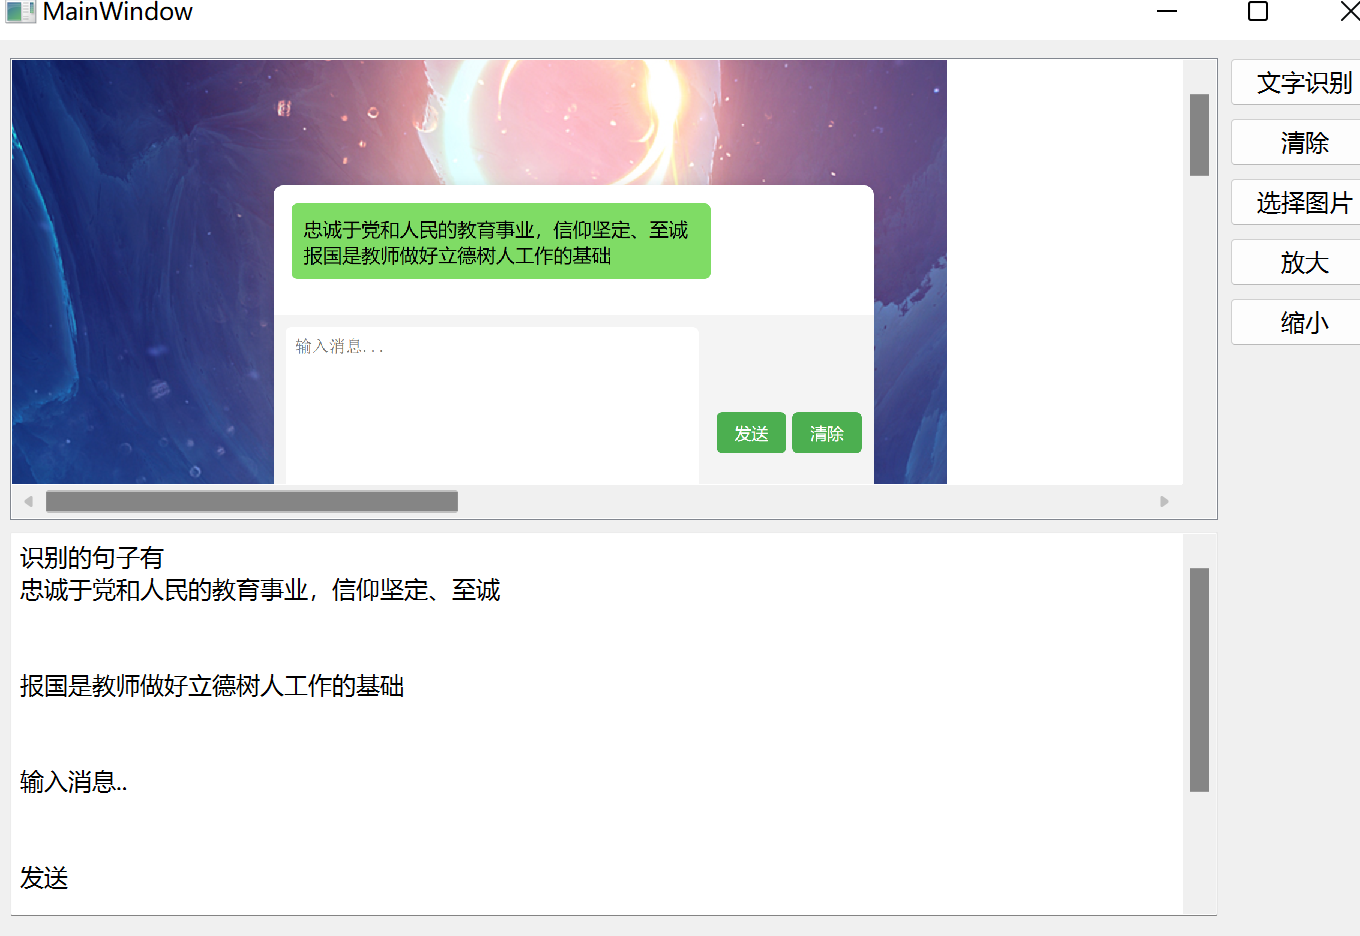 MainWindow
文字识别
清除
选择图片
放大
缩小
忠诚于党和人民的教育事业，信仰坚定、至诚
报国是教师做好立德树人工作的基础
输入消息...
发送
清除
识别的句子有
忠诚于党和人民的教育事业，信仰坚定、至诚
报国是教师做好立德树人工作的基础
输入消息..
发送